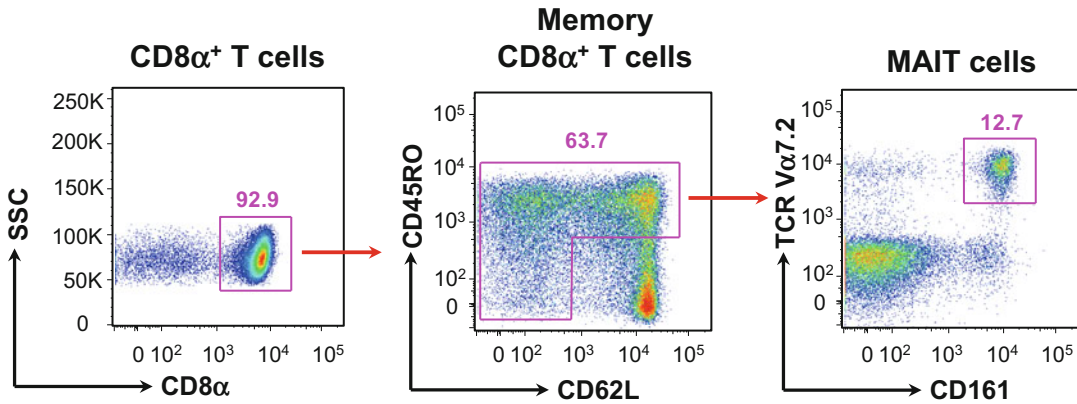 CD8α⁺ T cells
SSC
250K
200K
150K
100K
50K
0
92.9
0 10² 10³ 10⁴ 10⁵
CD8α
Memory
CD8α⁺ T cells
CD45RO
10⁵
10⁴
10³
10²
0
63.7
0 10² 10³ 10⁴ 10⁵
CD62L
MAIT cells
TCR Vα7.2
10⁵
10⁴
10³
10²
0
12.7
0 10² 10³ 10⁴ 10⁵
CD161